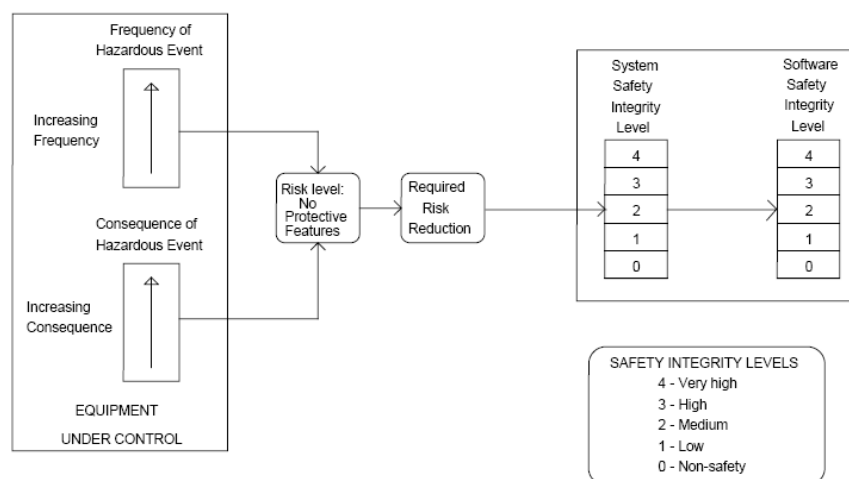 Frequency of
Hazardous Event
Increasing
Frequency
Consequence of
Hazardous Event
Increasing
Consequence
EQUIPMENT
UNDER CONTROL
Risk level:
No
Protective
Features
Required
Risk
Reduction
System
Safety
Integrity
Level
4
3
2
1
0
Software
Safety
Integrity
Level
4
3
2
1
0
SAFETY INTEGRITY LEVELS
4 - Very high
3 - High
2 - Medium
1 - Low
0 - Non-safety